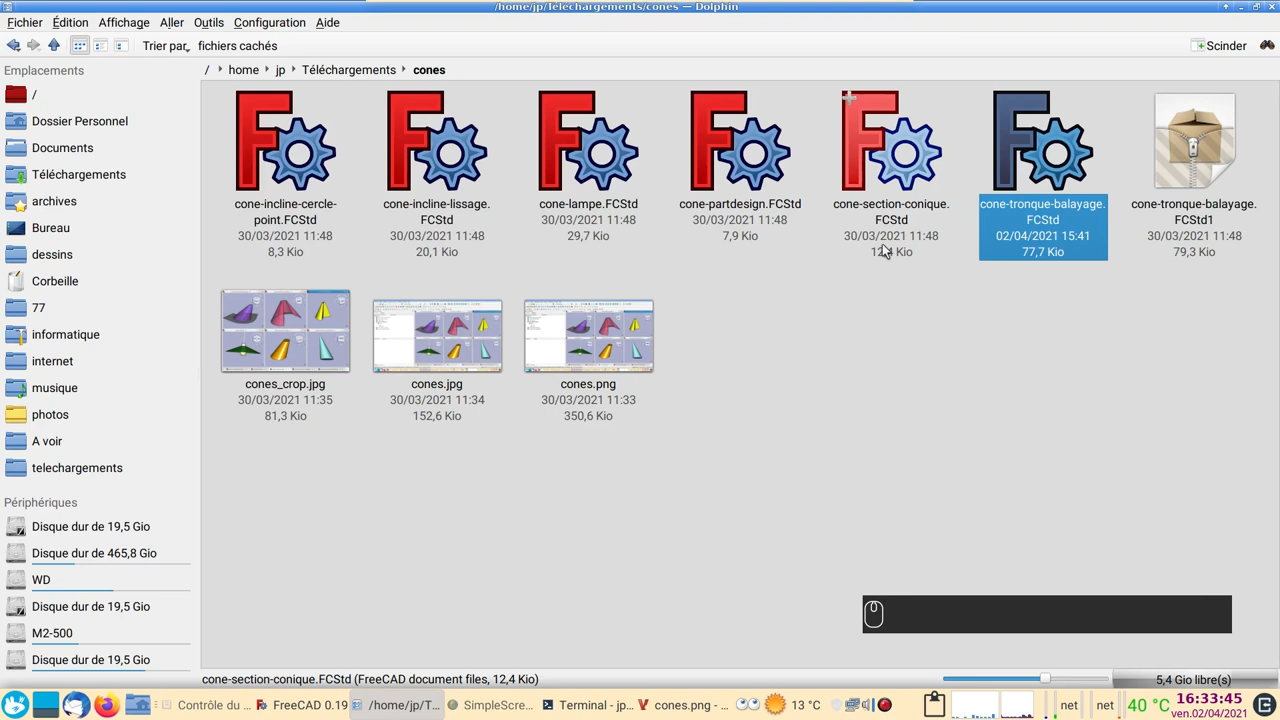 /home/jp/Téléchargements/cones — Dolphin
Fichier Édition Affichage Aller Outils Configuration Aide
Trier par fichiers cachés Scinder
Emplacements
/ home jp Téléchargements cones
/
Dossier Personnel
Documents
Téléchargements
archives
Bureau
dessins
Corbeille
77
informatique
internet
musique
photos
A voir
telechargements
Périphériques
Disque dur de 19,5 Gio
Disque dur de 465,8 Gio
WD
Disque dur de 19,5 Gio
M2-500
Disque dur de 19,5 Gio
cone-incline-cercle-
point.FCStd
30/03/2021 11:48
8,3 Kio
cone-incline-lissage.
FCStd
30/03/2021 11:48
20,1 Kio
cone-lampe.FCStd
30/03/2021 11:48
29,7 Kio
cone-partdesign.FCStd
30/03/2021 11:48
7,9 Kio
cone-section-conique.
FCStd
30/03/2021 11:48
12,4 Kio
cone-tronque-balayage.
FCStd
02/04/2021 15:41
77,7 Kio
cone-tronque-balayage.
FCStd1
30/03/2021 11:48
79,3 Kio
cones_crop.jpg
30/03/2021 11:35
81,3 Kio
cones.jpg
30/03/2021 11:34
152,6 Kio
cones.png
30/03/2021 11:33
350,6 Kio
cone-section-conique.FCStd (FreeCAD document files, 12,4 Kio) 5,4 Gio libre(s)
Contrôle du ... FreeCAD 0.19 /home/jp/T... SimpleScre... Terminal - jp... cones.png - ... 13 °C net net 40 °C 16:33:45
ven.02/04/2021